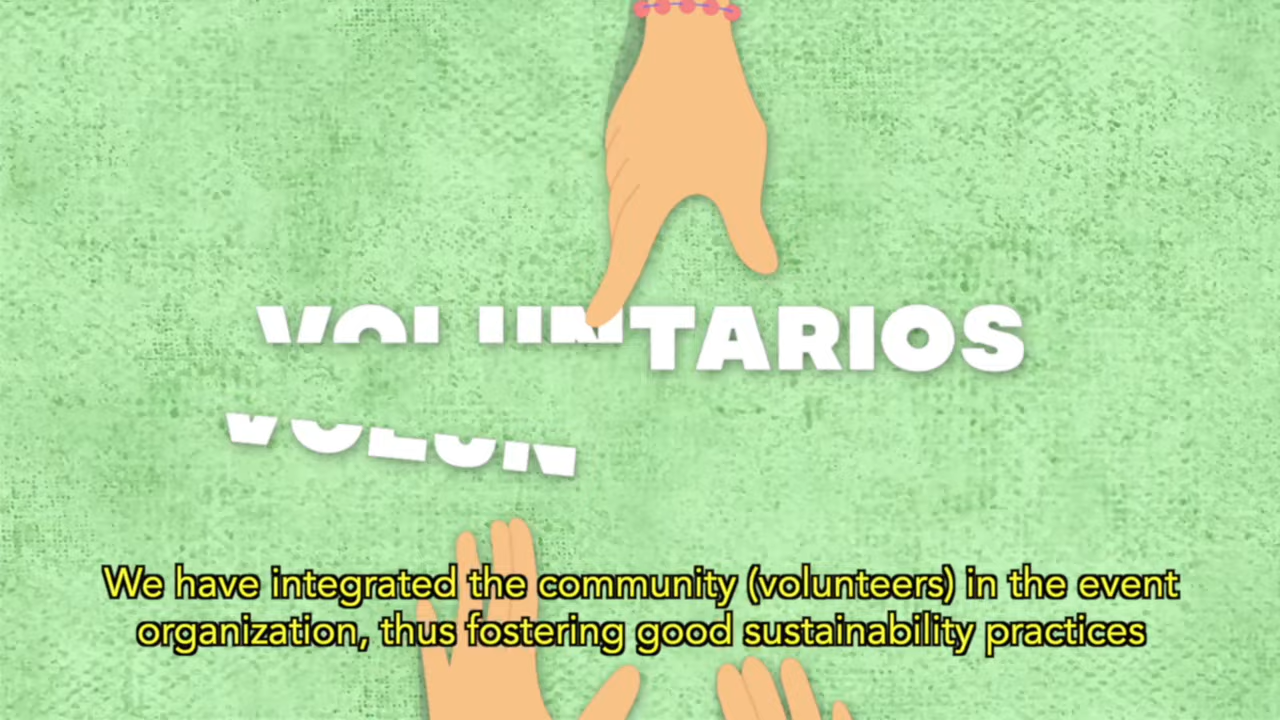 VOLUNTARIOS
We have integrated the community (volunteers) in the event
organization, thus fostering good sustainability practices